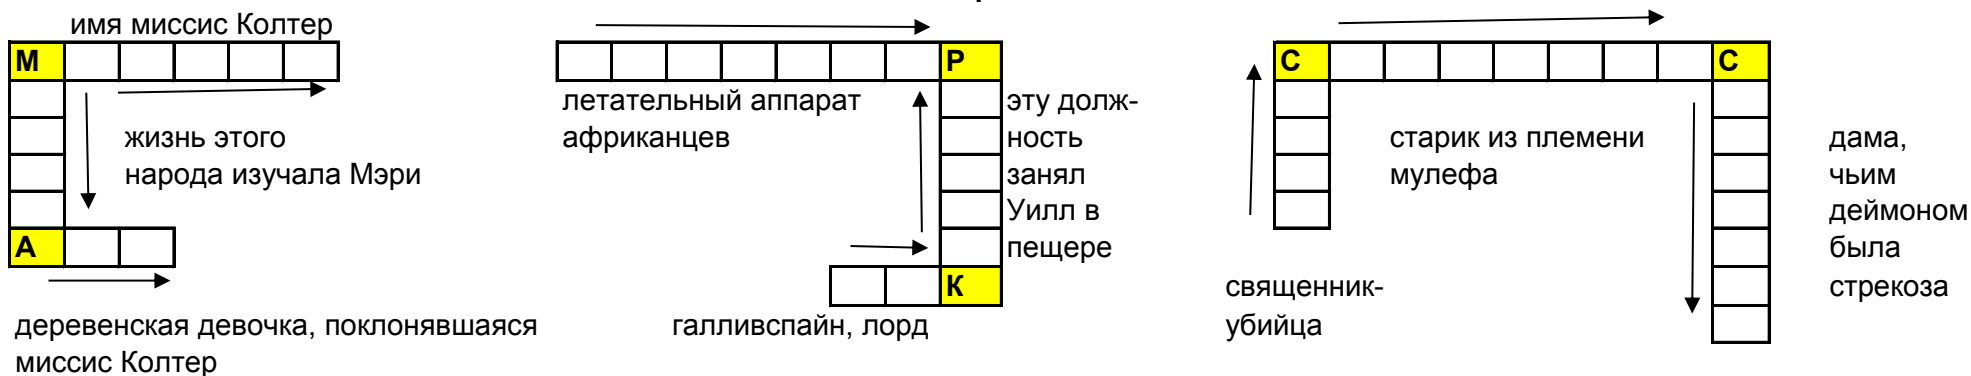 имя миссис Колтер
М
Р
С
С
летательный аппарат
африканцев
эту долж-
ность
занял
Уилл в
пещере
жизнь этого
народа изучала Мэри
старик из племени
мулефа
дама,
чьим
деймоном
была
стрекоза
А
К
деревенская девочка, поклонявшаяся
миссис Колтер
галливспайн, лорд
священник-
убийца